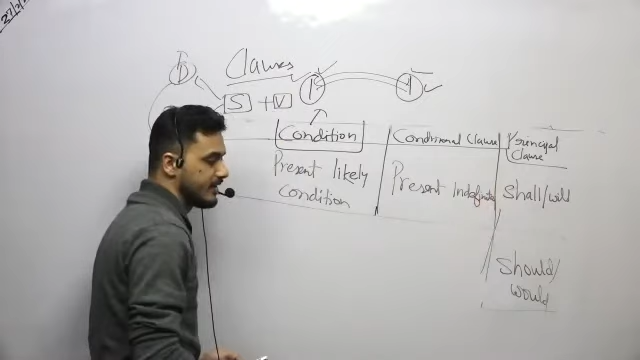 Clauses
S + V
Condition
Conditional Clause
Principal
Clause
Present likely
condition
Present Indefinite
Shall/will
Should/
would